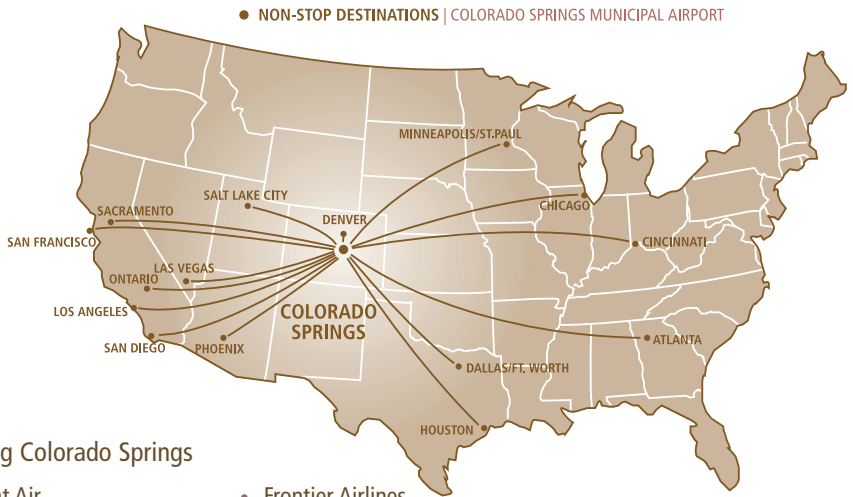 NON-STOP DESTINATIONS | COLORADO SPRINGS MUNICIPAL AIRPORT
MINNEAPOLIS/ST.PAUL
SALT LAKE CITY
CHICAGO
SACRAMENTO
DENVER
SAN FRANCISCO
CINCINNATI
LAS VEGAS
ONTARIO
LOS ANGELES
COLORADO
SPRINGS
SAN DIEGO
PHOENIX
ATLANTA
DALLAS/FT. WORTH
HOUSTON
g Colorado Springs
t Air
• Frontier Airlines